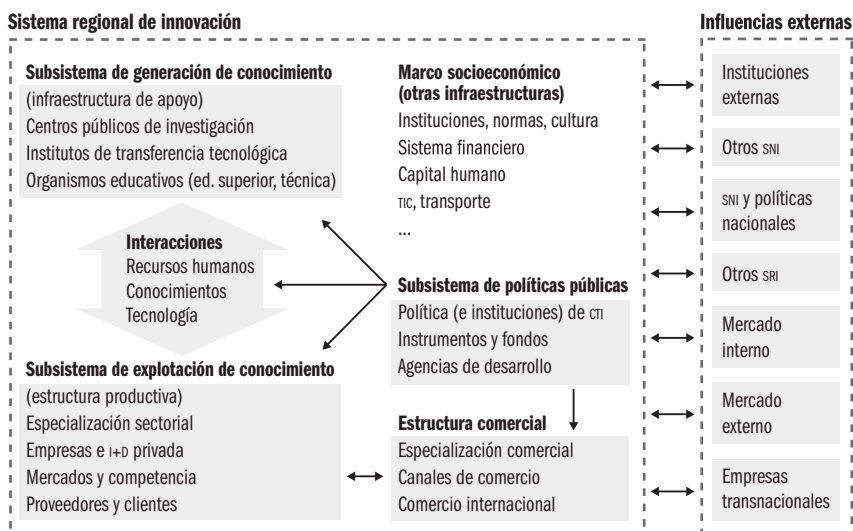 Sistema regional de innovación
Influencias externas
Subsistema de generación de conocimiento
(infraestructura de apoyo)
Centros públicos de investigación
Institutos de transferencia tecnológica
Organismos educativos (ed. superior, técnica)
Marco socioeconómico
(otras infraestructuras)
Instituciones, normas, cultura
Sistema financiero
Capital humano
TIC, transporte
...
Interacciones
Recursos humanos
Conocimientos
Tecnología
Subsistema de políticas públicas
Política (e instituciones) de CTI
Instrumentos y fondos
Agencias de desarrollo
Subsistema de explotación de conocimiento
(estructura productiva)
Especialización sectorial
Empresas e I+D privada
Mercados y competencia
Proveedores y clientes
Estructura comercial
Especialización comercial
Canales de comercio
Comercio internacional
Instituciones
externas
Otros SNI
SNI y políticas
nacionales
Otros SRI
Mercado
interno
Mercado
externo
Empresas
transnacionales